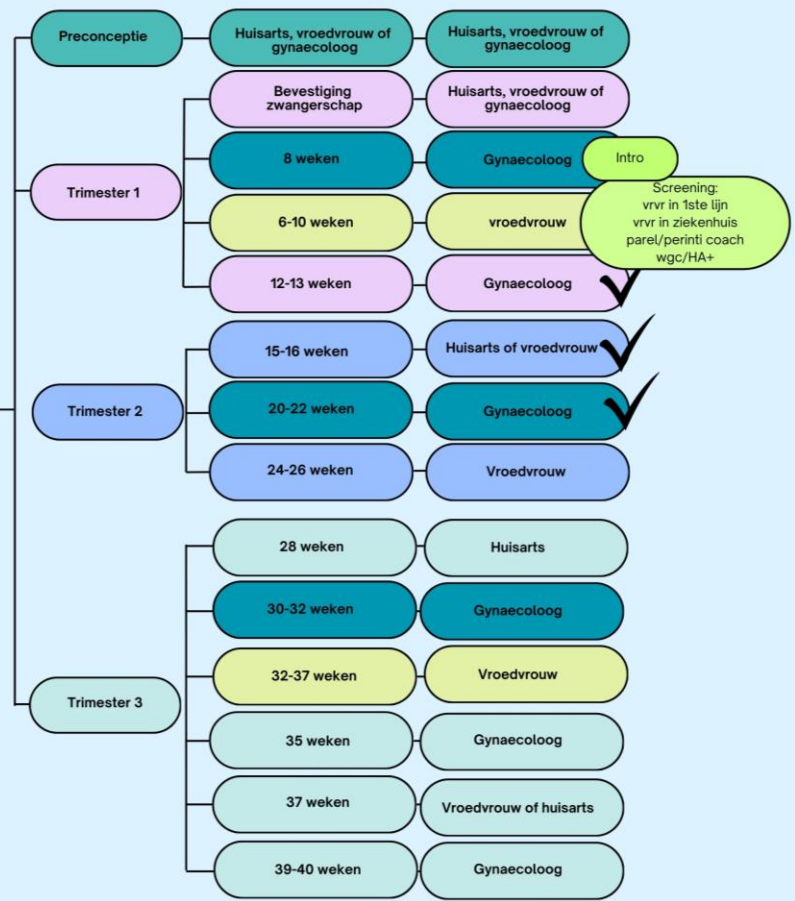 Preconceptie
Huisarts, vroedvrouw of
gynaecoloog
Huisarts, vroedvrouw of
gynaecoloog
Trimester 1
Bevestiging
zwangerschap
Huisarts, vroedvrouw of
gynaecoloog
8 weken
Gynaecoloog
Intro
Screening:
vrvr in 1ste lijn
vrvr in ziekenhuis
parel/perinti coach
wgc/HA+
6-10 weken
vroedvrouw
12-13 weken
Gynaecoloog
Trimester 2
15-16 weken
Huisarts of vroedvrouw
20-22 weken
Gynaecoloog
24-26 weken
Vroedvrouw
Trimester 3
28 weken
Huisarts
30-32 weken
Gynaecoloog
32-37 weken
Vroedvrouw
35 weken
Gynaecoloog
37 weken
Vroedvrouw of huisarts
39-40 weken
Gynaecoloog